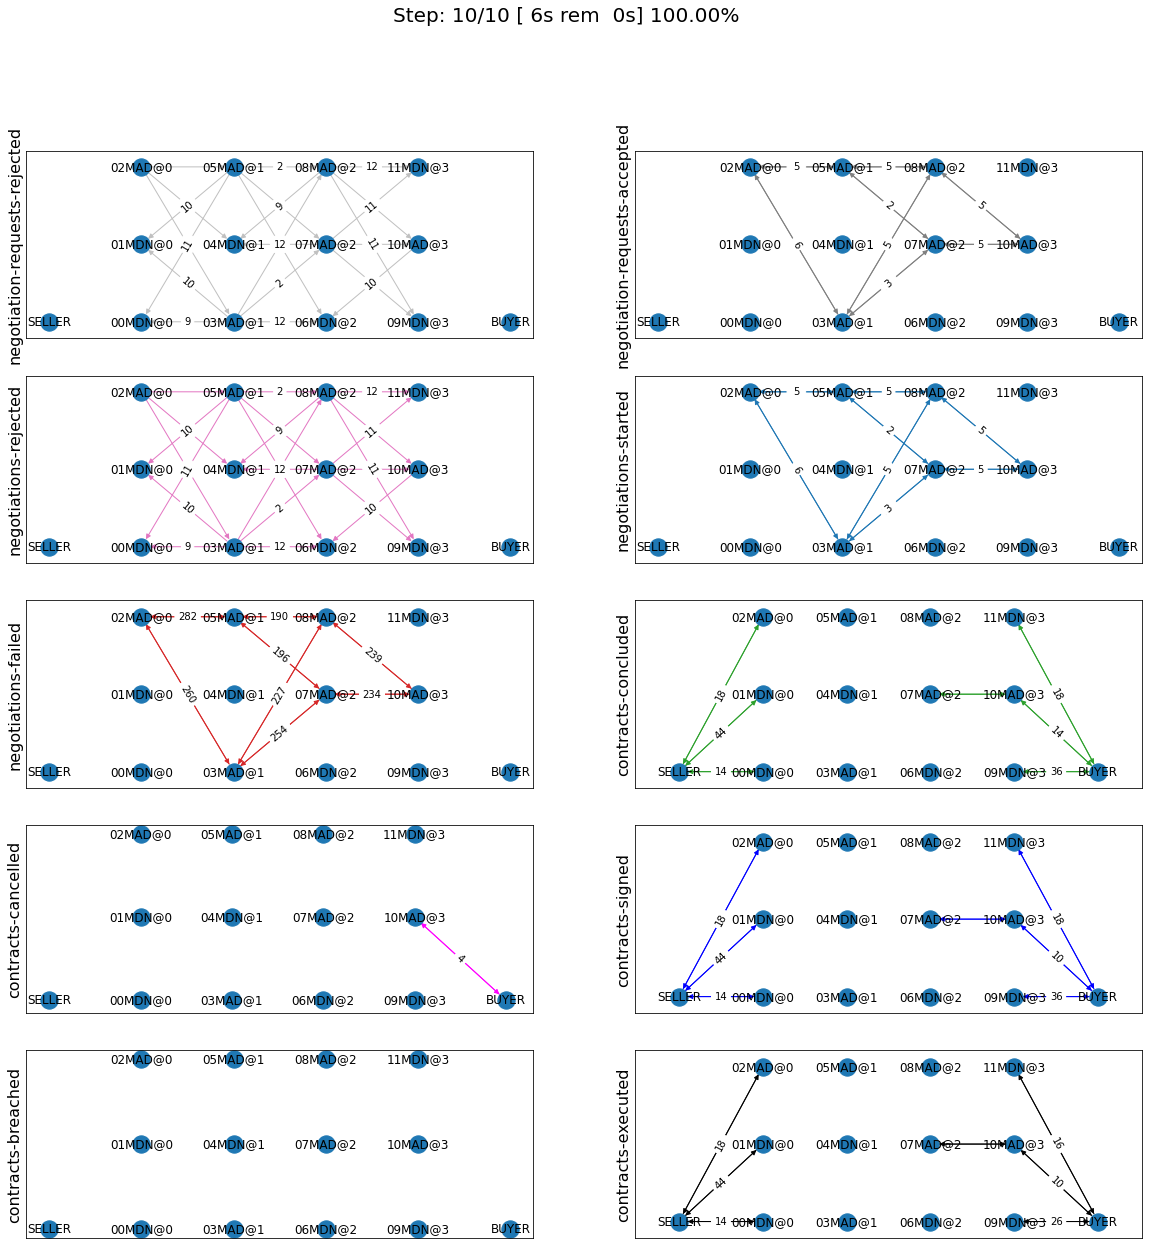 Step: 10/10 [ 6s rem  0s] 100.00%
negotiation-requests-rejected
02MAD@0 05MAD@1 2 08MAD@2 12 11MDN@3
10 9 11
01MDN@0 11 04MDN@1 12 07MAD@2 11 10MAD@3
10 2 10
SELLER 00MDN@0 9 03MAD@1 12 06MDN@2 09MDN@3 BUYER
negotiation-requests-accepted
02MAD@0 5 05MAD@1 5 08MAD@2 11MDN@3
2 5
01MDN@0 6 04MDN@1 5 07MAD@2 5 10MAD@3
3
SELLER 00MDN@0 03MAD@1 06MDN@2 09MDN@3 BUYER
negotiations-rejected
02MAD@0 05MAD@1 2 08MAD@2 12 11MDN@3
10 9 11
01MDN@0 11 04MDN@1 12 07MAD@2 11 10MAD@3
10 2 10
SELLER 00MDN@0 9 03MAD@1 12 06MDN@2 09MDN@3 BUYER
negotiations-started
02MAD@0 5 05MAD@1 5 08MAD@2 11MDN@3
2 5
01MDN@0 6 04MDN@1 5 07MAD@2 5 10MAD@3
3
SELLER 00MDN@0 03MAD@1 06MDN@2 09MDN@3 BUYER
negotiations-failed
02MAD@0 282 05MAD@1 190 08MAD@2 11MDN@3
196 239
01MDN@0 260 04MDN@1 227 07MAD@2 234 10MAD@3
254
SELLER 00MDN@0 03MAD@1 06MDN@2 09MDN@3 BUYER
contracts-concluded
02MAD@0 05MAD@1 08MAD@2 11MDN@3
18 01MDN@0 04MDN@1 07MAD@2 10MAD@3 18
44 14
SELLER 14 00MDN@0 03MAD@1 06MDN@2 09MDN@3 36 BUYER
contracts-cancelled
02MAD@0 05MAD@1 08MAD@2 11MDN@3
01MDN@0 04MDN@1 07MAD@2 10MAD@3
4
SELLER 00MDN@0 03MAD@1 06MDN@2 09MDN@3 BUYER
contracts-signed
02MAD@0 05MAD@1 08MAD@2 11MDN@3
18 01MDN@0 04MDN@1 07MAD@2 10MAD@3 18
44 10
SELLER 14 00MDN@0 03MAD@1 06MDN@2 09MDN@3 36 BUYER
contracts-breached
02MAD@0 05MAD@1 08MAD@2 11MDN@3
01MDN@0 04MDN@1 07MAD@2 10MAD@3
SELLER 00MDN@0 03MAD@1 06MDN@2 09MDN@3 BUYER
contracts-executed
02MAD@0 05MAD@1 08MAD@2 11MDN@3
18 01MDN@0 04MDN@1 07MAD@2 10MAD@3 16
44 10
SELLER 14 00MDN@0 03MAD@1 06MDN@2 09MDN@3 26 BUYER